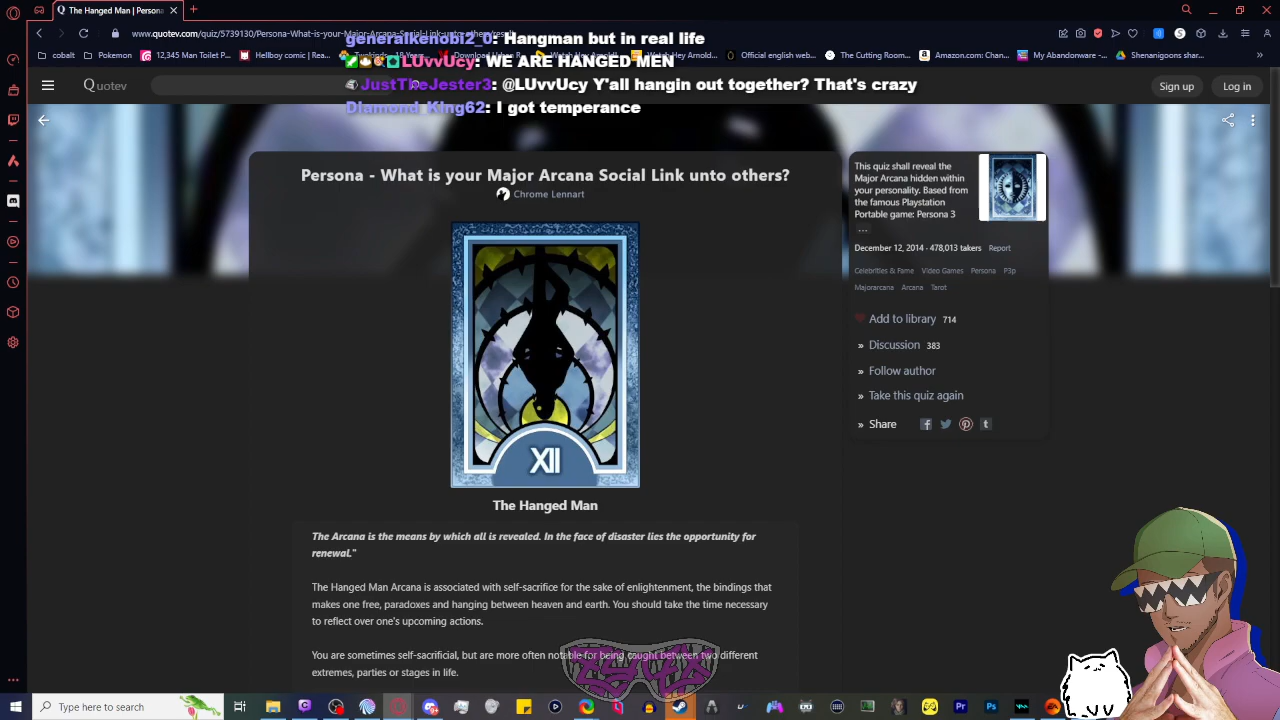 The Hanged Man |
www.quotev.com/quiz/5739130/Persona-What-is-your-Major-Arcana-Social-Link-unto-others/
generalkenobi2_0: Hangman but in real life
cobalt
Pokemon
12,345 Man Toilet P...
Hellboy comic | Rea...
Official english web...
The Cutting Room...
Amazon.com: Chan...
My Abandonware -...
Shenanigoons shar...
LUvvUcy: WE ARE HANGED MEN
Quotev
JustTheJester3: @LUvvUcy Y'all hangin out together? That's crazy
Sign up
Log in
Diamond_King62: I got temperance
Persona - What is your Major Arcana Social Link unto others?
Chrome Lennart
XII
The Hanged Man
The Arcana is the means by which all is revealed. In the face of disaster lies the opportunity for
renewal."
The Hanged Man Arcana is associated with self-sacrifice for the sake of enlightenment, the bindings that
makes one free, paradoxes and hanging between heaven and earth. You should take the time necessary
to reflect over one's upcoming actions.
You are sometimes self-sacrificial, but are more often notable for being caught between two different
extremes, parties or stages in life.
This quiz shall reveal the
Major Arcana hidden within
your personality. Based from
the famous Playstation
Portable game: Persona 3
...
December 12, 2014 · 478,013 takers Report
Celebrities & Fame Video Games Persona P3p
Majorarcana Arcana Tarot
Add to library 714
» Discussion 383
» Follow author
» Take this quiz again
» Share
Type here to search